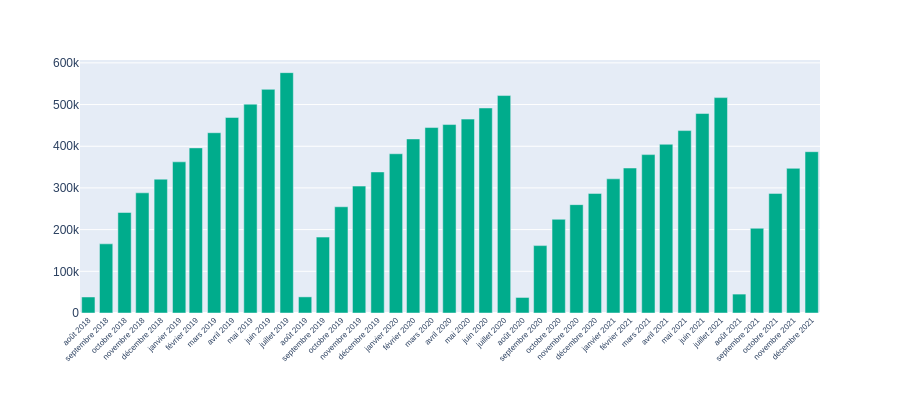 600k
500k
400k
300k
200k
100k
0
août 2018
septembre 2018
octobre 2018
novembre 2018
décembre 2018
janvier 2019
février 2019
mars 2019
avril 2019
mai 2019
juin 2019
juillet 2019
août 2019
septembre 2019
octobre 2019
novembre 2019
décembre 2019
janvier 2020
février 2020
mars 2020
avril 2020
mai 2020
juin 2020
juillet 2020
août 2020
septembre 2020
octobre 2020
novembre 2020
décembre 2020
janvier 2021
février 2021
mars 2021
avril 2021
mai 2021
juin 2021
juillet 2021
août 2021
septembre 2021
octobre 2021
novembre 2021
décembre 2021